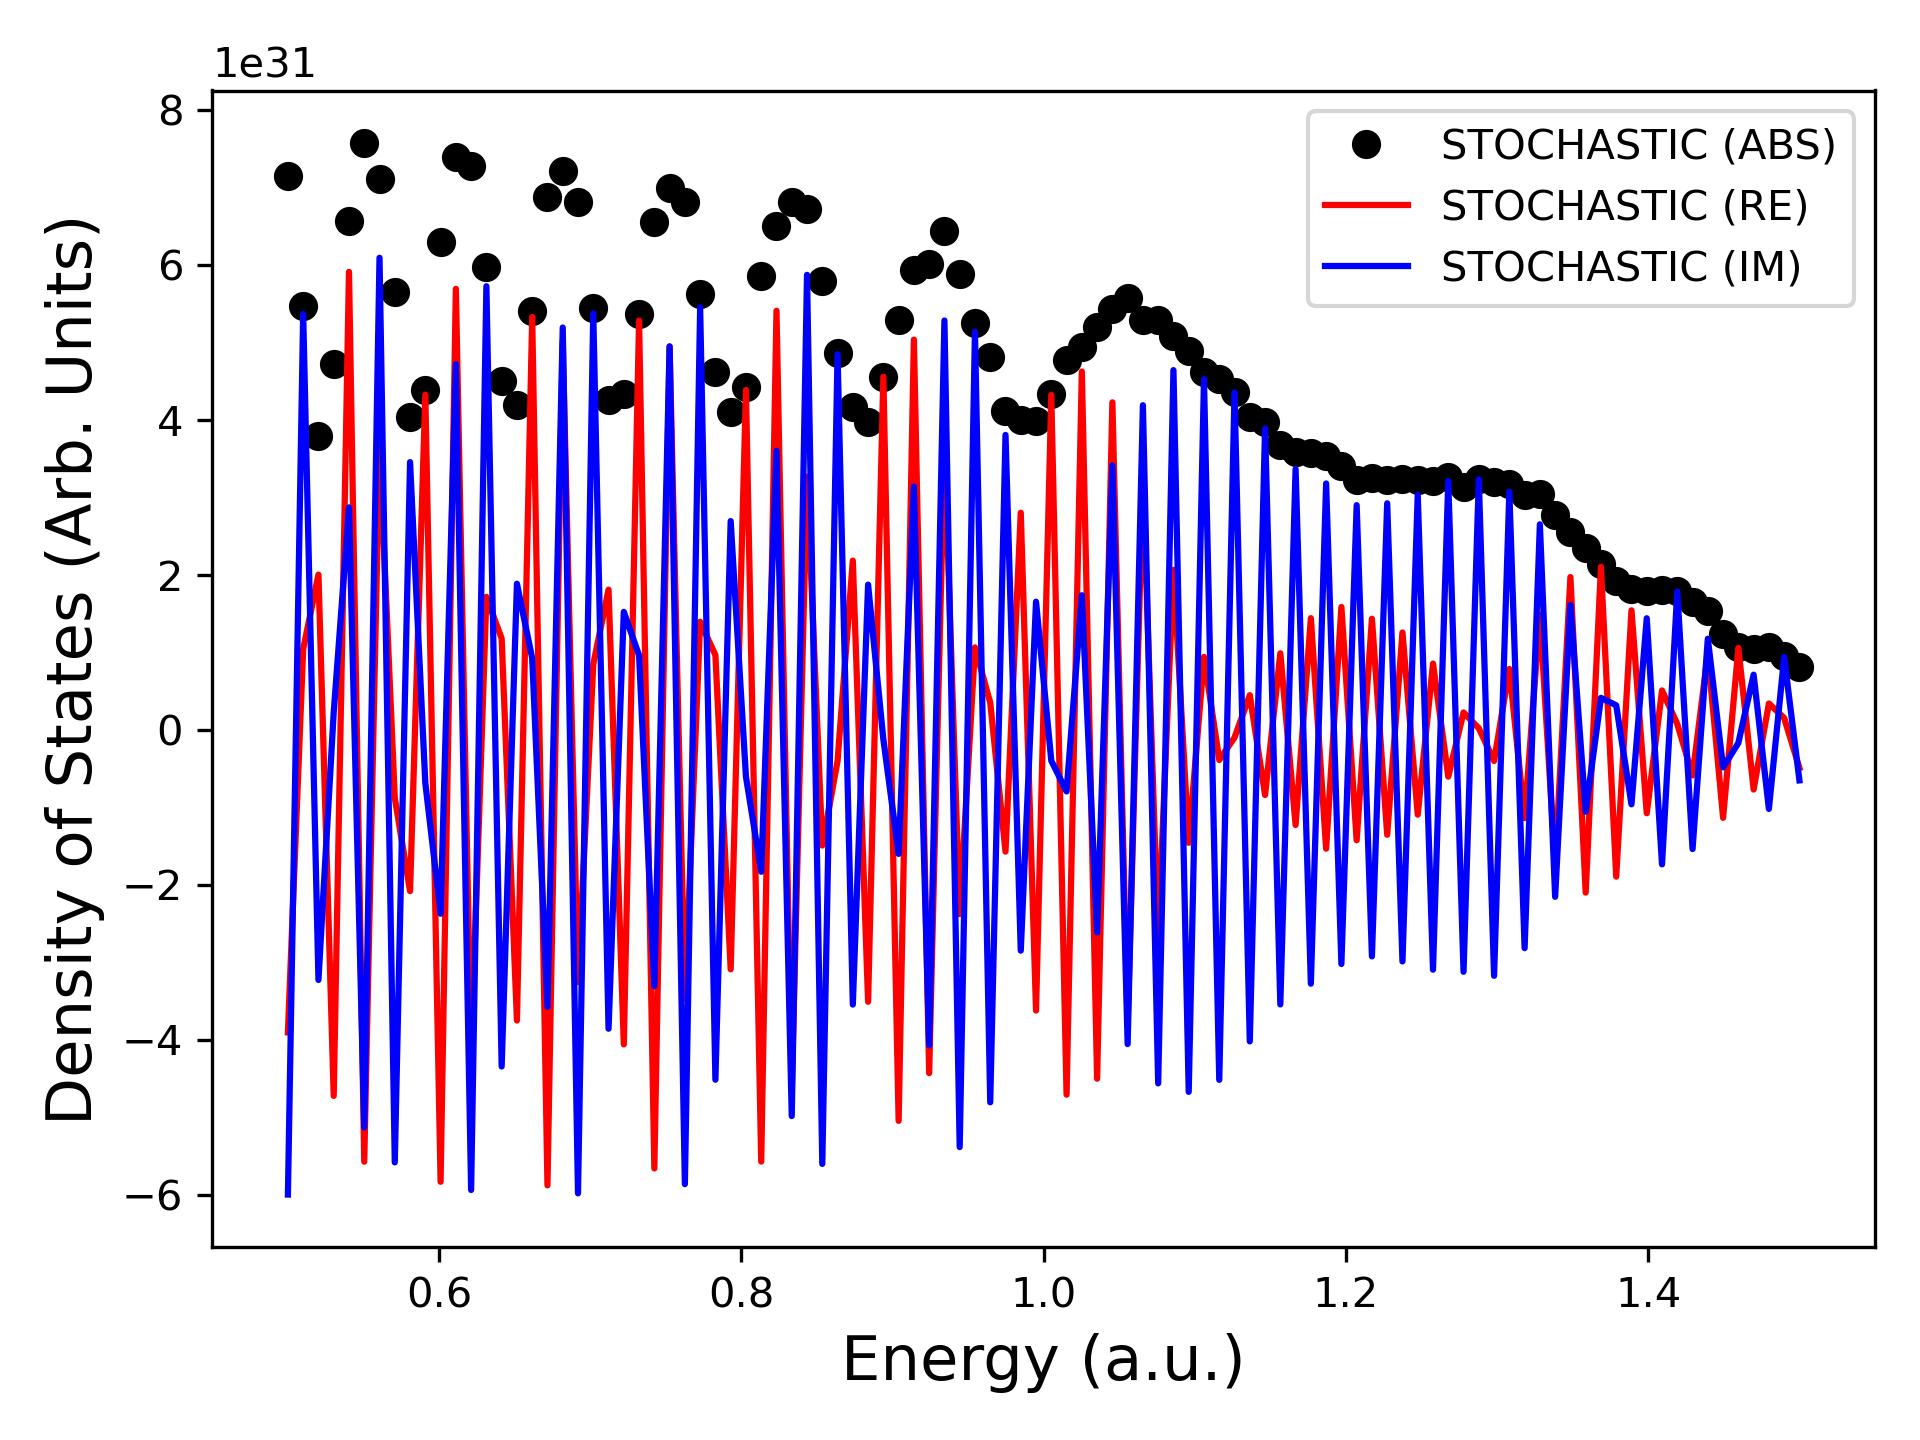 1e31
8
6
4
2
0
−2
−4
−6
Density of States (Arb. Units)
STOCHASTIC (ABS)
STOCHASTIC (RE)
STOCHASTIC (IM)
0.6 0.8 1.0 1.2 1.4
Energy (a.u.)